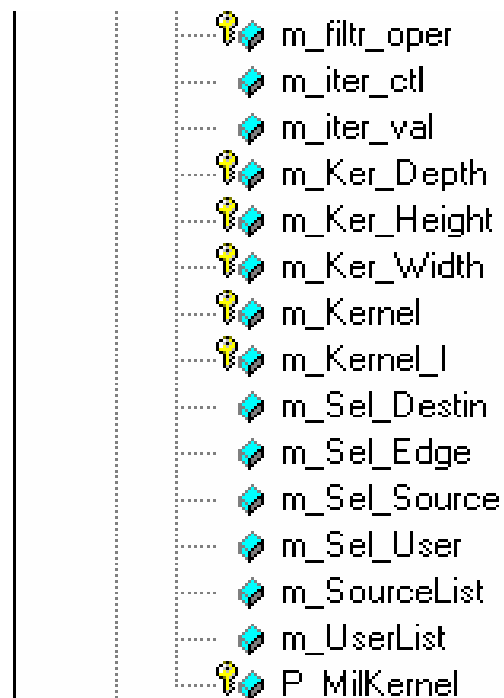 m_filtr_oper
m_iter_ctl
m_iter_val
m_Ker_Depth
m_Ker_Height
m_Ker_Width
m_Kernel
m_Kernel_I
m_Sel_Destin
m_Sel_Edge
m_Sel_Source
m_Sel_User
m_SourceList
m_UserList
P_MilKernel